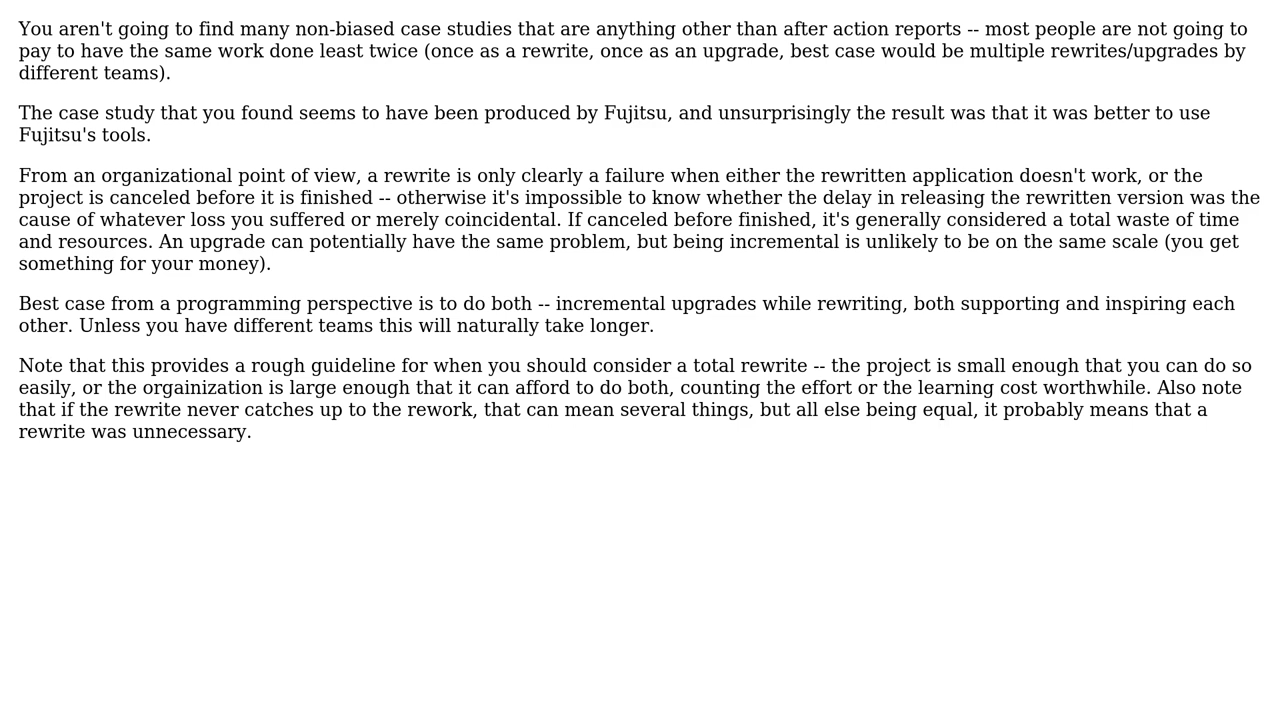 You aren't going to find many non-biased case studies that are anything other than after action reports -- most people are not going to
pay to have the same work done least twice (once as a rewrite, once as an upgrade, best case would be multiple rewrites/upgrades by
different teams).
The case study that you found seems to have been produced by Fujitsu, and unsurprisingly the result was that it was better to use
Fujitsu's tools.
From an organizational point of view, a rewrite is only clearly a failure when either the rewritten application doesn't work, or the
project is canceled before it is finished -- otherwise it's impossible to know whether the delay in releasing the rewritten version was the
cause of whatever loss you suffered or merely coincidental. If canceled before finished, it's generally considered a total waste of time
and resources. An upgrade can potentially have the same problem, but being incremental is unlikely to be on the same scale (you get
something for your money).
Best case from a programming perspective is to do both -- incremental upgrades while rewriting, both supporting and inspiring each
other. Unless you have different teams this will naturally take longer.
Note that this provides a rough guideline for when you should consider a total rewrite -- the project is small enough that you can do so
easily, or the orgainization is large enough that it can afford to do both, counting the effort or the learning cost worthwhile. Also note
that if the rewrite never catches up to the rework, that can mean several things, but all else being equal, it probably means that a
rewrite was unnecessary.